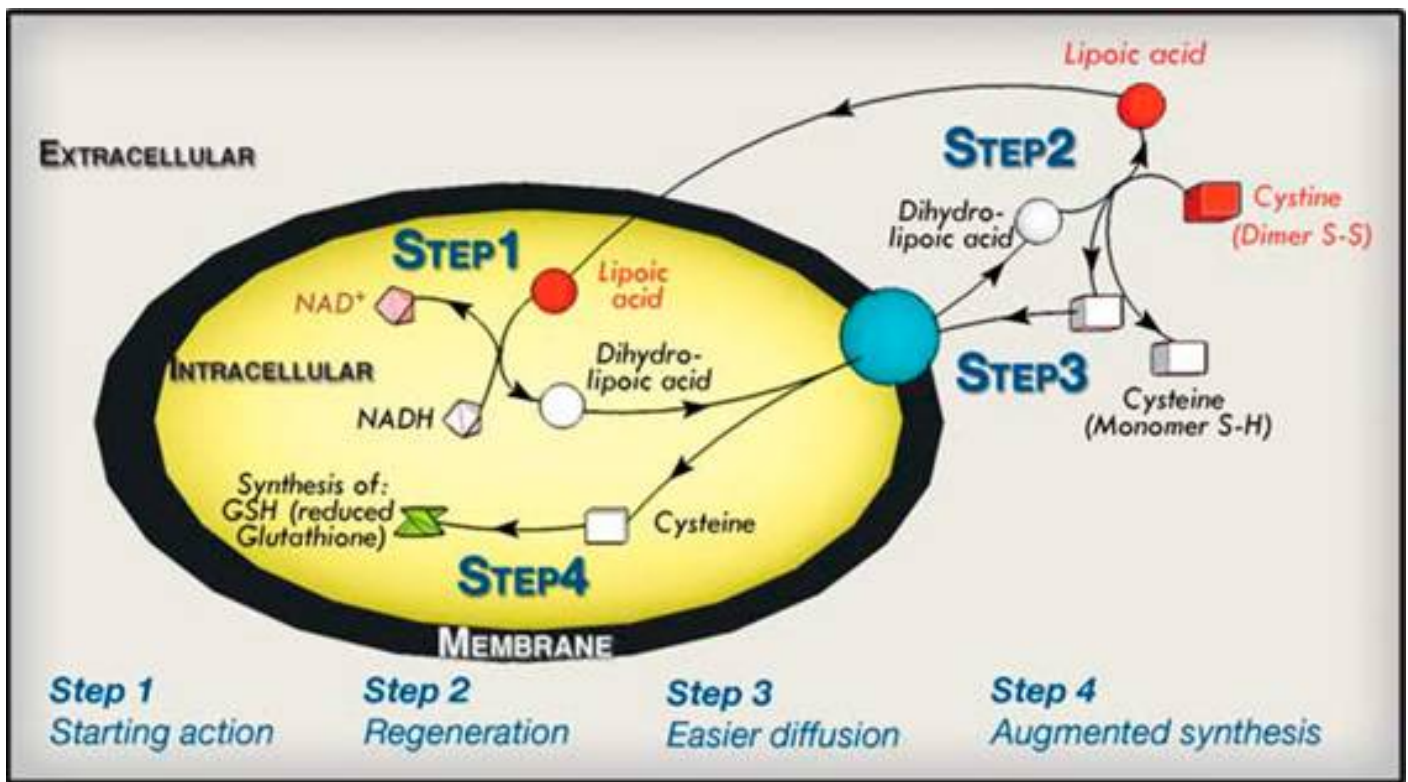 Lipoic acid
EXTRACELLULAR
STEP2
Dihydro-
lipoic acid
Cystine
(Dimer S-S)
STEP1
Lipoic
acid
NAD+
INTRACELLULAR
Dihydro-
lipoic acid
NADH
STEP3
Cysteine
(Monomer S-H)
Synthesis of:
GSH (reduced
Glutathione)
Cysteine
STEP4
MEMBRANE
Step 1
Starting action
Step 2
Regeneration
Step 3
Easier diffusion
Step 4
Augmented synthesis